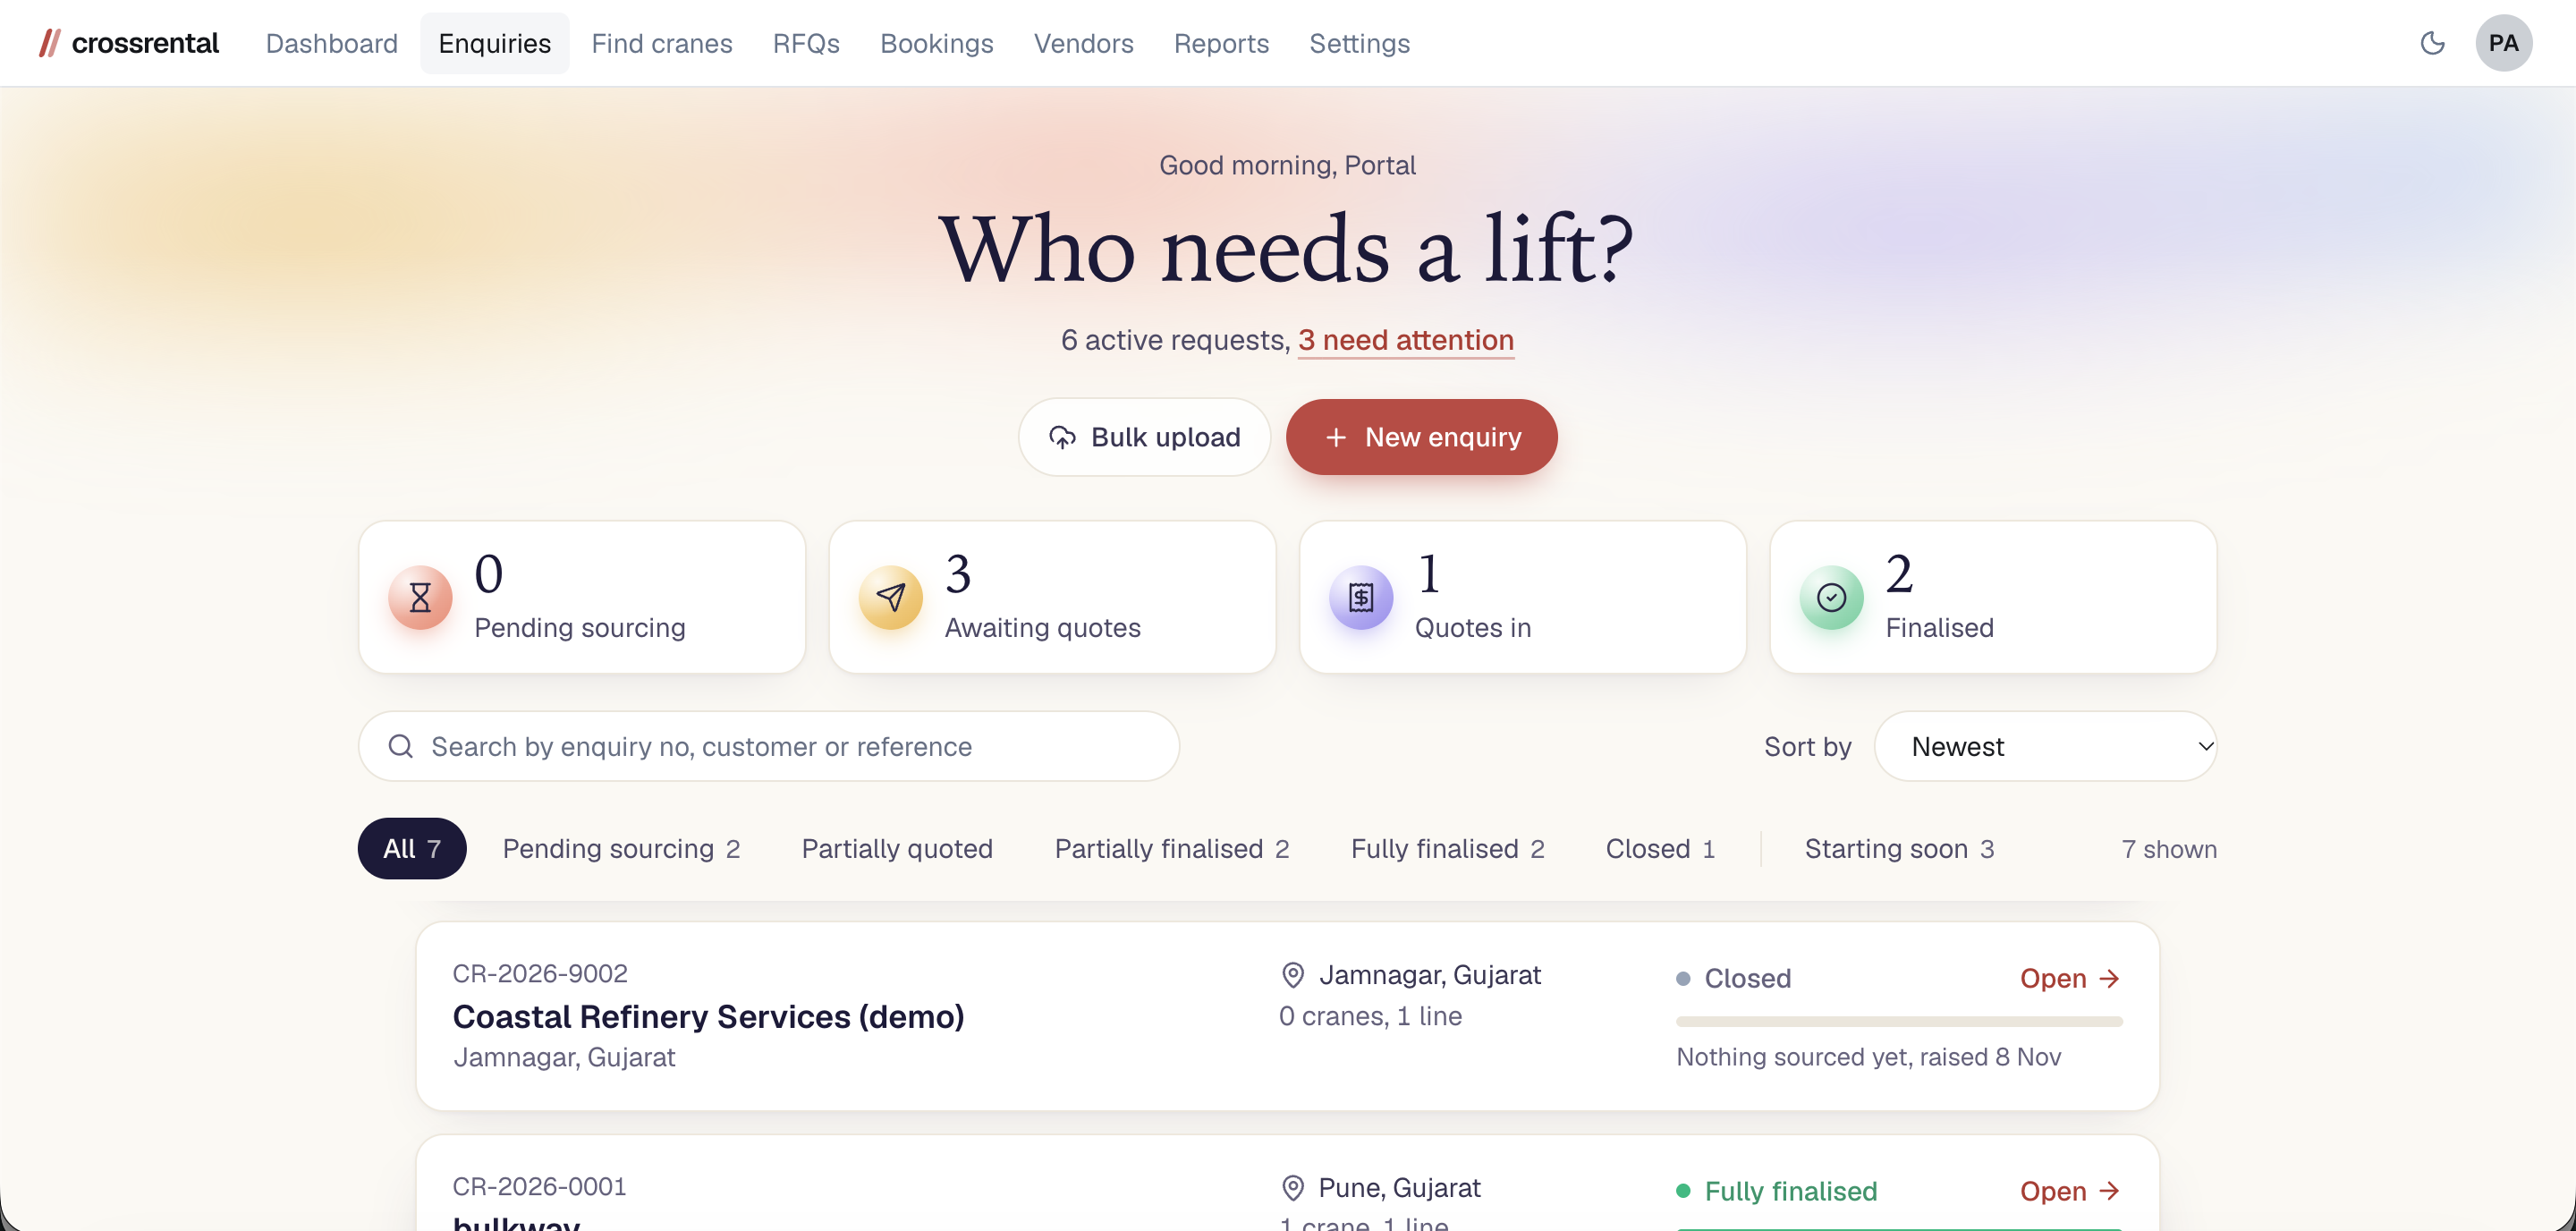 crossrental Dashboard Enquiries Find cranes RFQs Bookings Vendors Reports Settings PA
Good morning, Portal
Who needs a lift?
6 active requests, 3 need attention
Bulk upload + New enquiry
0
Pending sourcing
3
Awaiting quotes
1
Quotes in
2
Finalised
Search by enquiry no, customer or reference
Sort by Newest
All 7 Pending sourcing 2 Partially quoted Partially finalised 2 Fully finalised 2 Closed 1 Starting soon 3 7 shown
CR-2026-9002
Coastal Refinery Services (demo)
Jamnagar, Gujarat
Jamnagar, Gujarat
0 cranes, 1 line
Closed Open →
Nothing sourced yet, raised 8 Nov
CR-2026-0001
bulkway
Pune, Gujarat
1 crane, 1 line
Fully finalised Open →